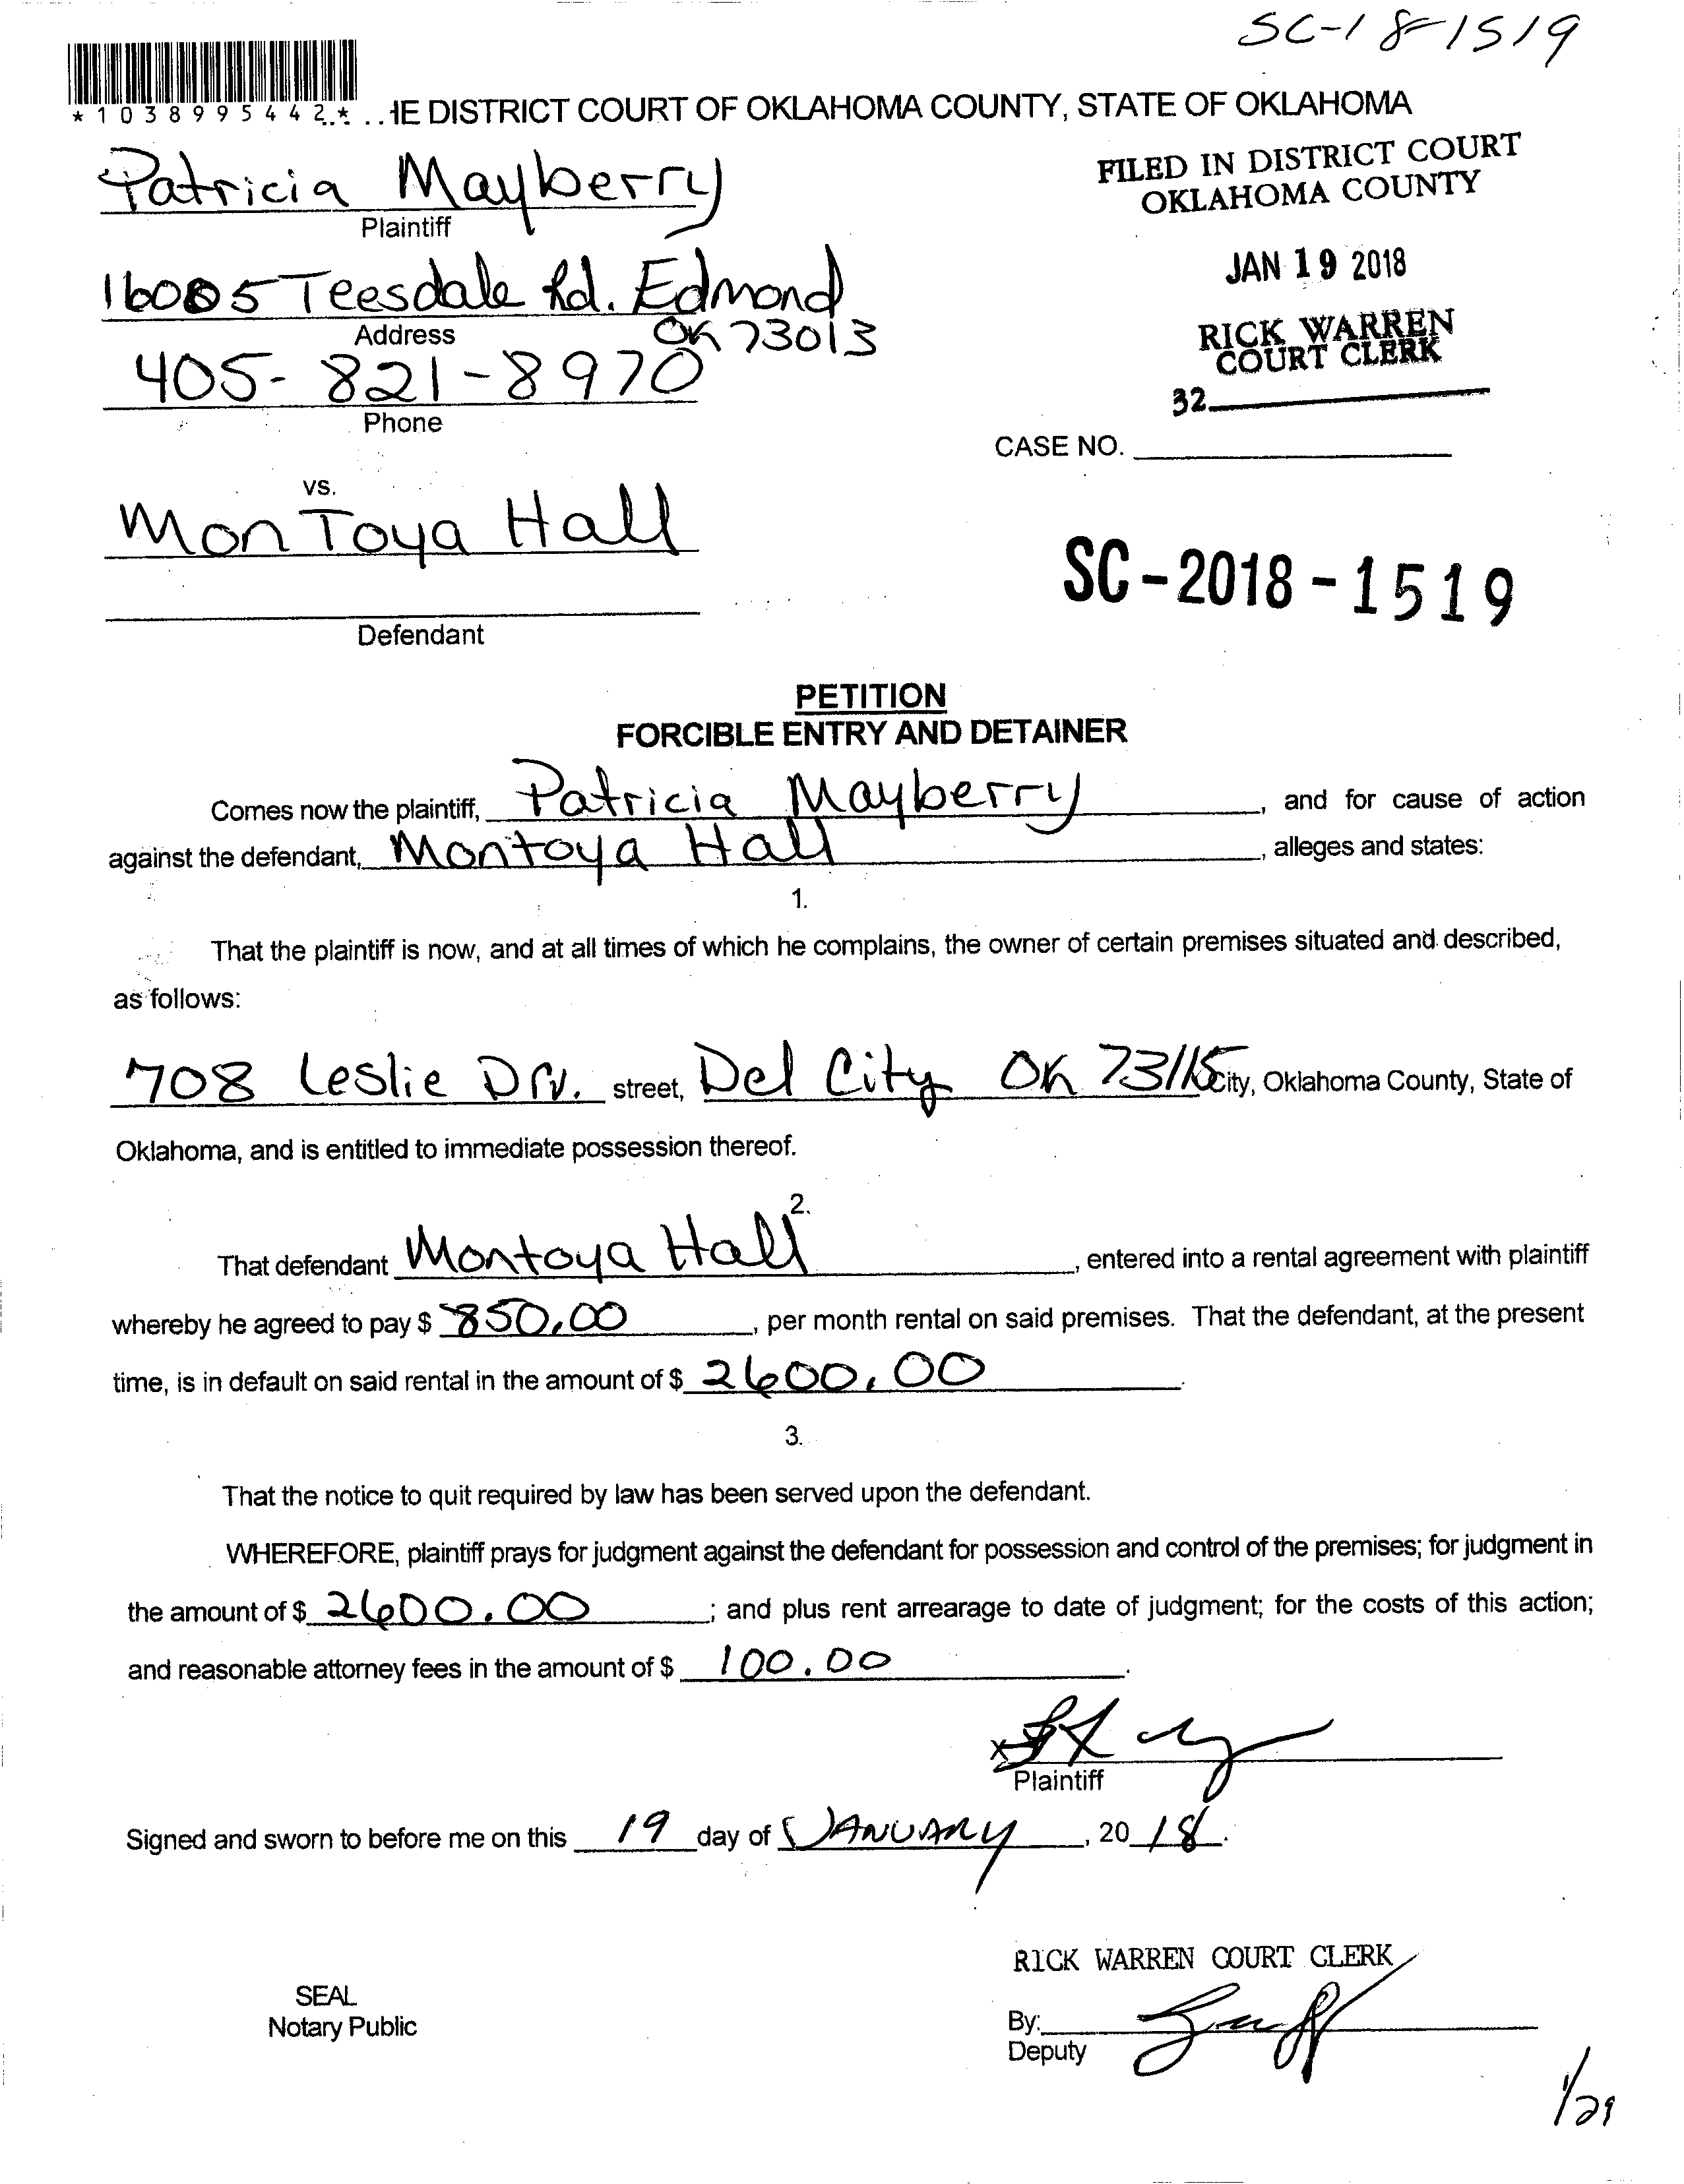 SC-18-1519
*1038995442* ..HE DISTRICT COURT OF OKLAHOMA COUNTY, STATE OF OKLAHOMA
Patricia Mayberry
Plaintiff
FILED IN DISTRICT COURT
OKLAHOMA COUNTY
16005 Teesdale Rd. Edmond
OK 73013
Address
JAN 19 2018
RICK WARREN
COURT CLERK
405-821-8970
Phone
32
CASE NO.
vs.
MonToya Hall
SC-2018-1519
Defendant
PETITION
FORCIBLE ENTRY AND DETAINER
Comes now the plaintiff, Patricia Mayberry, and for cause of action
against the defendant, Montoya Hall, alleges and states:
1.
That the plaintiff is now, and at all times of which he complains, the owner of certain premises situated and described,
as follows:
708 Leslie Drv. street, Del City OK 73115 City, Oklahoma County, State of
Oklahoma, and is entitled to immediate possession thereof.
2.
That defendant Montoya Hall, entered into a rental agreement with plaintiff
whereby he agreed to pay $ 850.00, per month rental on said premises. That the defendant, at the present
time, is in default on said rental in the amount of $ 2600.00.
3.
That the notice to quit required by law has been served upon the defendant.
WHEREFORE, plaintiff prays for judgment against the defendant for possession and control of the premises; for judgment in
the amount of $ 2600.00; and plus rent arrearage to date of judgment; for the costs of this action;
and reasonable attorney fees in the amount of $ 100.00.
X
Plaintiff
Signed and sworn to before me on this 19 day of JANUARY, 2018.
RICK WARREN COURT CLERK
SEAL
Notary Public
By:
Deputy
1/29